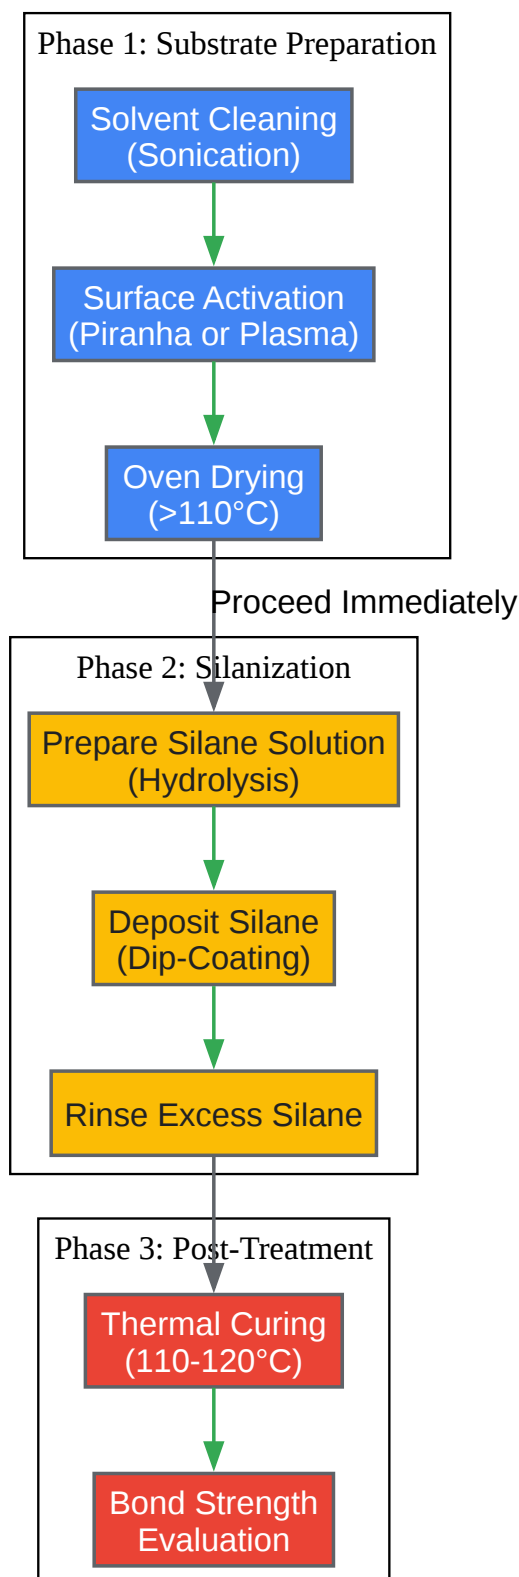 Phase 1: Substrate Preparation
Solvent Cleaning
(Sonication)
Surface Activation
(Piranha or Plasma)
Oven Drying
(>110°C)
Proceed Immediately
Phase 2: Silanization
Prepare Silane Solution
(Hydrolysis)
Deposit Silane
(Dip-Coating)
Rinse Excess Silane
Phase 3: Post-Treatment
Thermal Curing
(110-120°C)
Bond Strength
Evaluation